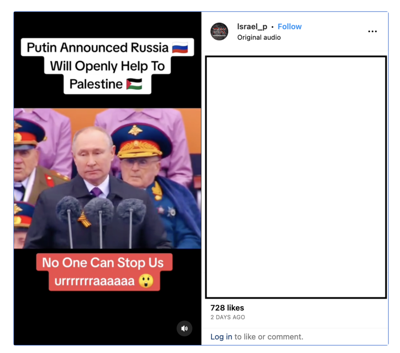 Putin Announced Russia 🇷🇺
Will Openly Help To
Palestine 🇵🇸
No One Can Stop Us
urrrrrrraaaaaa 😲
Israel_p • Follow
Original audio
728 likes
2 DAYS AGO
Log in to like or comment.